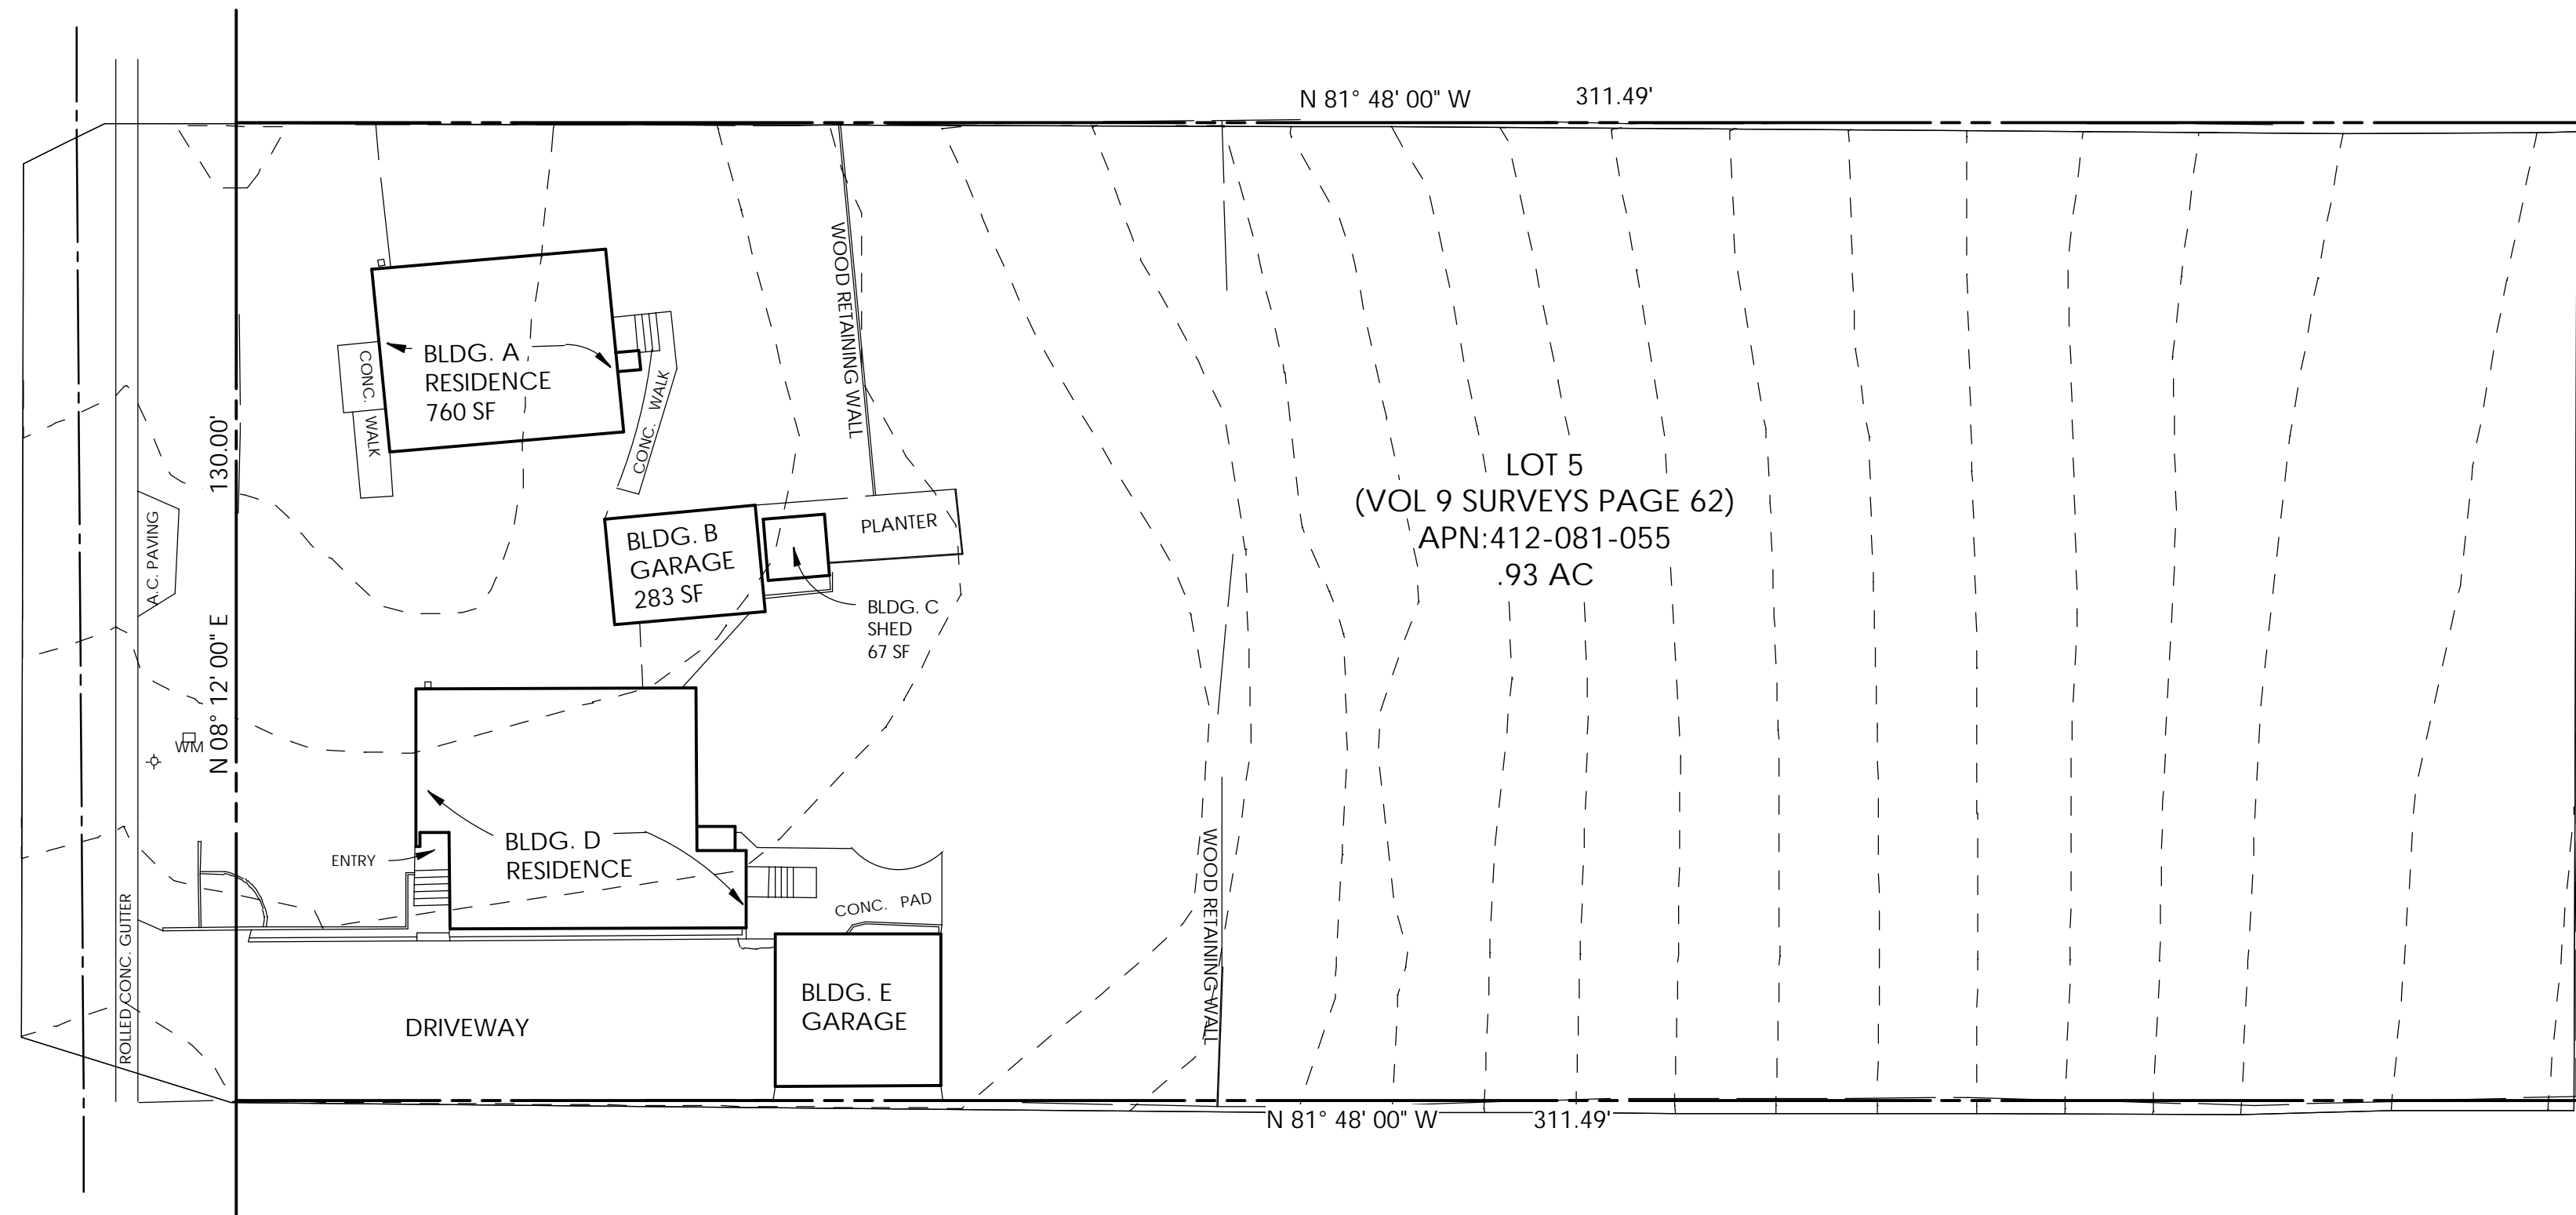 N 81° 48' 00" W 311.49'
WOOD RETAINING WALL
BLDG. A
RESIDENCE
760 SF
CONC. WALK
CONC. WALK
130.00'
N 08° 12' 00" E
A.C. PAVING
BLDG. B
GARAGE
283 SF
PLANTER
BLDG. C
SHED
67 SF
LOT 5
(VOL 9 SURVEYS PAGE 62)
APN:412-081-055
.93 AC
WM
ENTRY
BLDG. D
RESIDENCE
CONC. PAD
WOOD RETAINING WALL
ROLLED CONC. GUTTER
DRIVEWAY
BLDG. E
GARAGE
N 81° 48' 00" W 311.49'